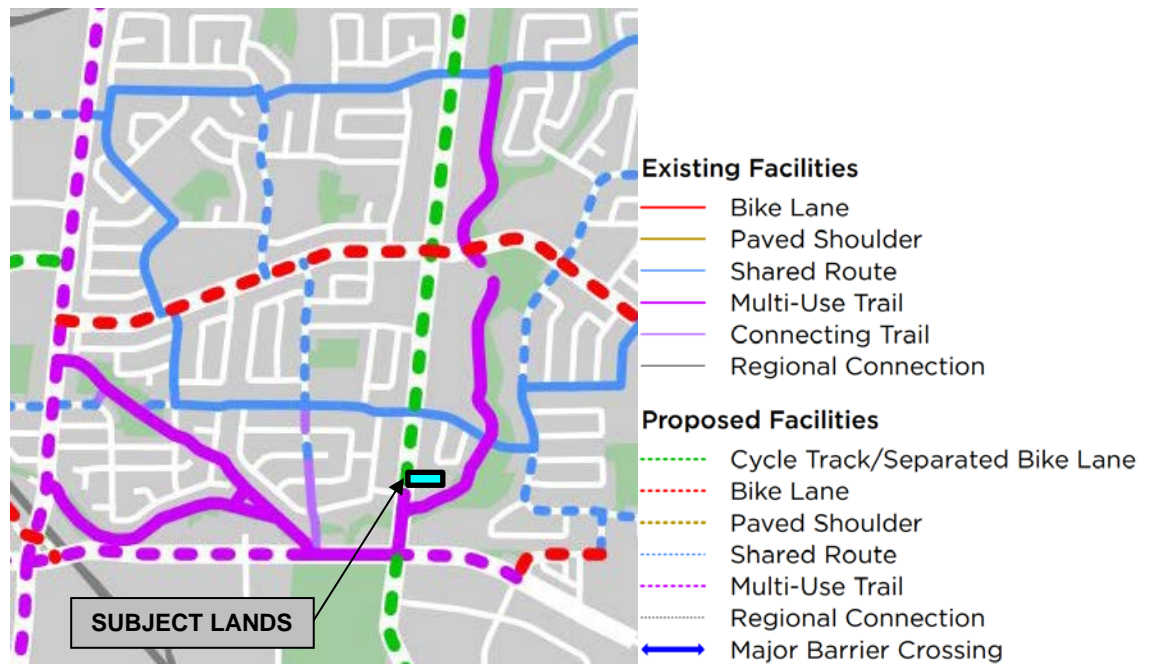 Existing Facilities
Bike Lane
Paved Shoulder
Shared Route
Multi-Use Trail
Connecting Trail
Regional Connection
Proposed Facilities
Cycle Track/Separated Bike Lane
Bike Lane
Paved Shoulder
Shared Route
Multi-Use Trail
Regional Connection
Major Barrier Crossing
SUBJECT LANDS